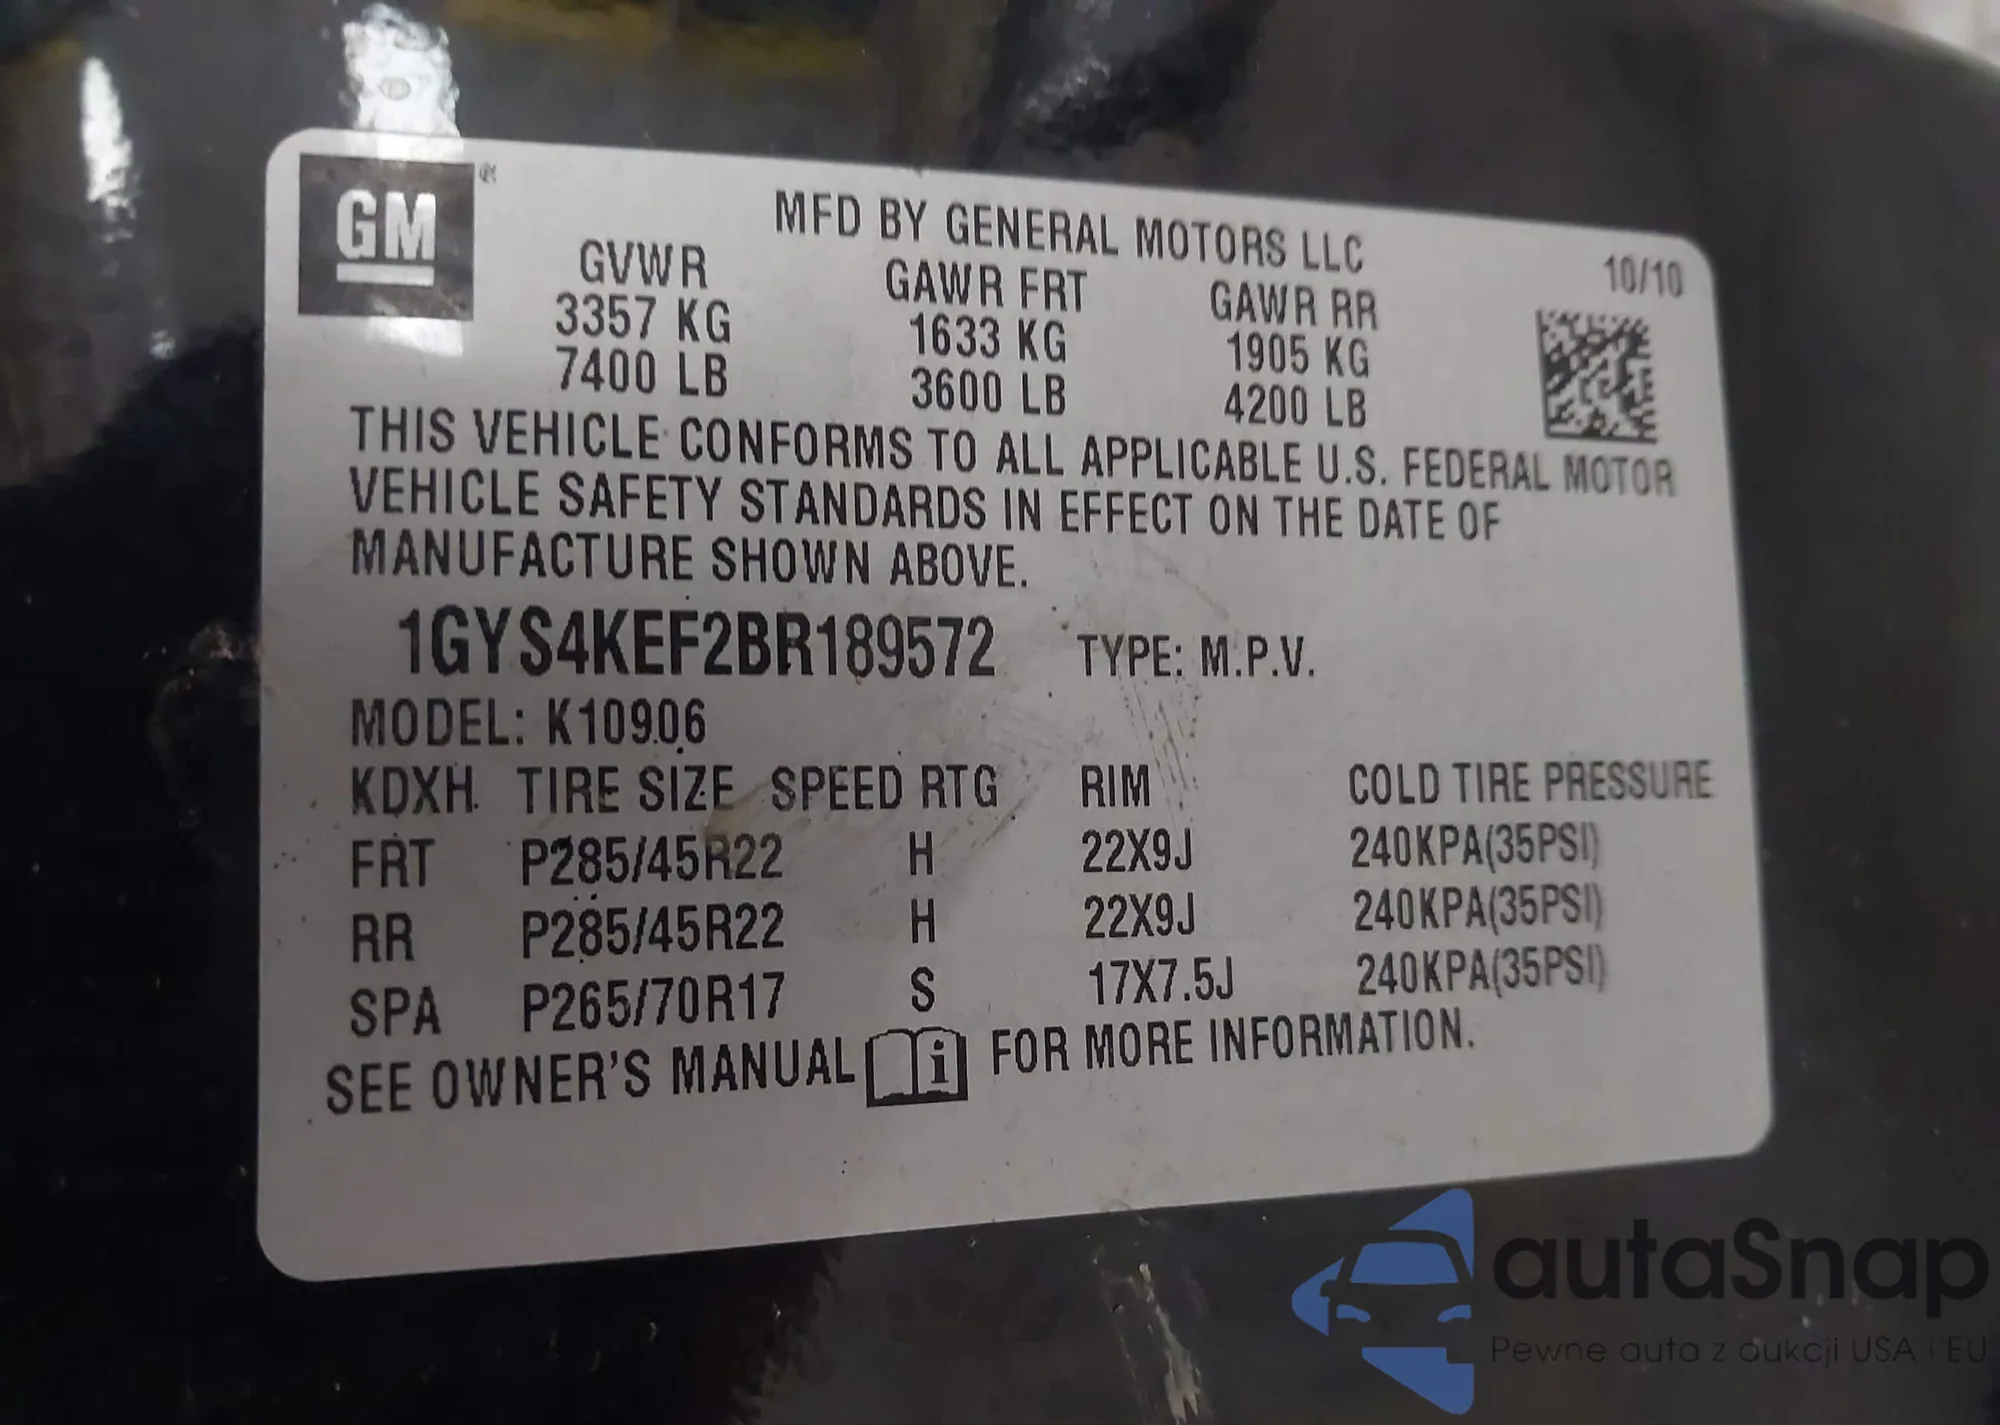 GM
MFD BY GENERAL MOTORS LLC
10/10
GVWR GAWR FRT GAWR RR
3357 KG 1633 KG 1905 KG
7400 LB 3600 LB 4200 LB
THIS VEHICLE CONFORMS TO ALL APPLICABLE U.S. FEDERAL MOTOR
VEHICLE SAFETY STANDARDS IN EFFECT ON THE DATE OF
MANUFACTURE SHOWN ABOVE.
1GYS4KEF2BR189572 TYPE: M.P.V.
MODEL: K10906
KDXH TIRE SIZE SPEED RTG RIM COLD TIRE PRESSURE
FRT P285/45R22 H 22X9J 240KPA(35PSI)
RR P285/45R22 H 22X9J 240KPA(35PSI)
SPA P265/70R17 S 17X7.5J 240KPA(35PSI)
SEE OWNER'S MANUAL i FOR MORE INFORMATION.
autaSnap
Pewne auta z aukcji USA i EU